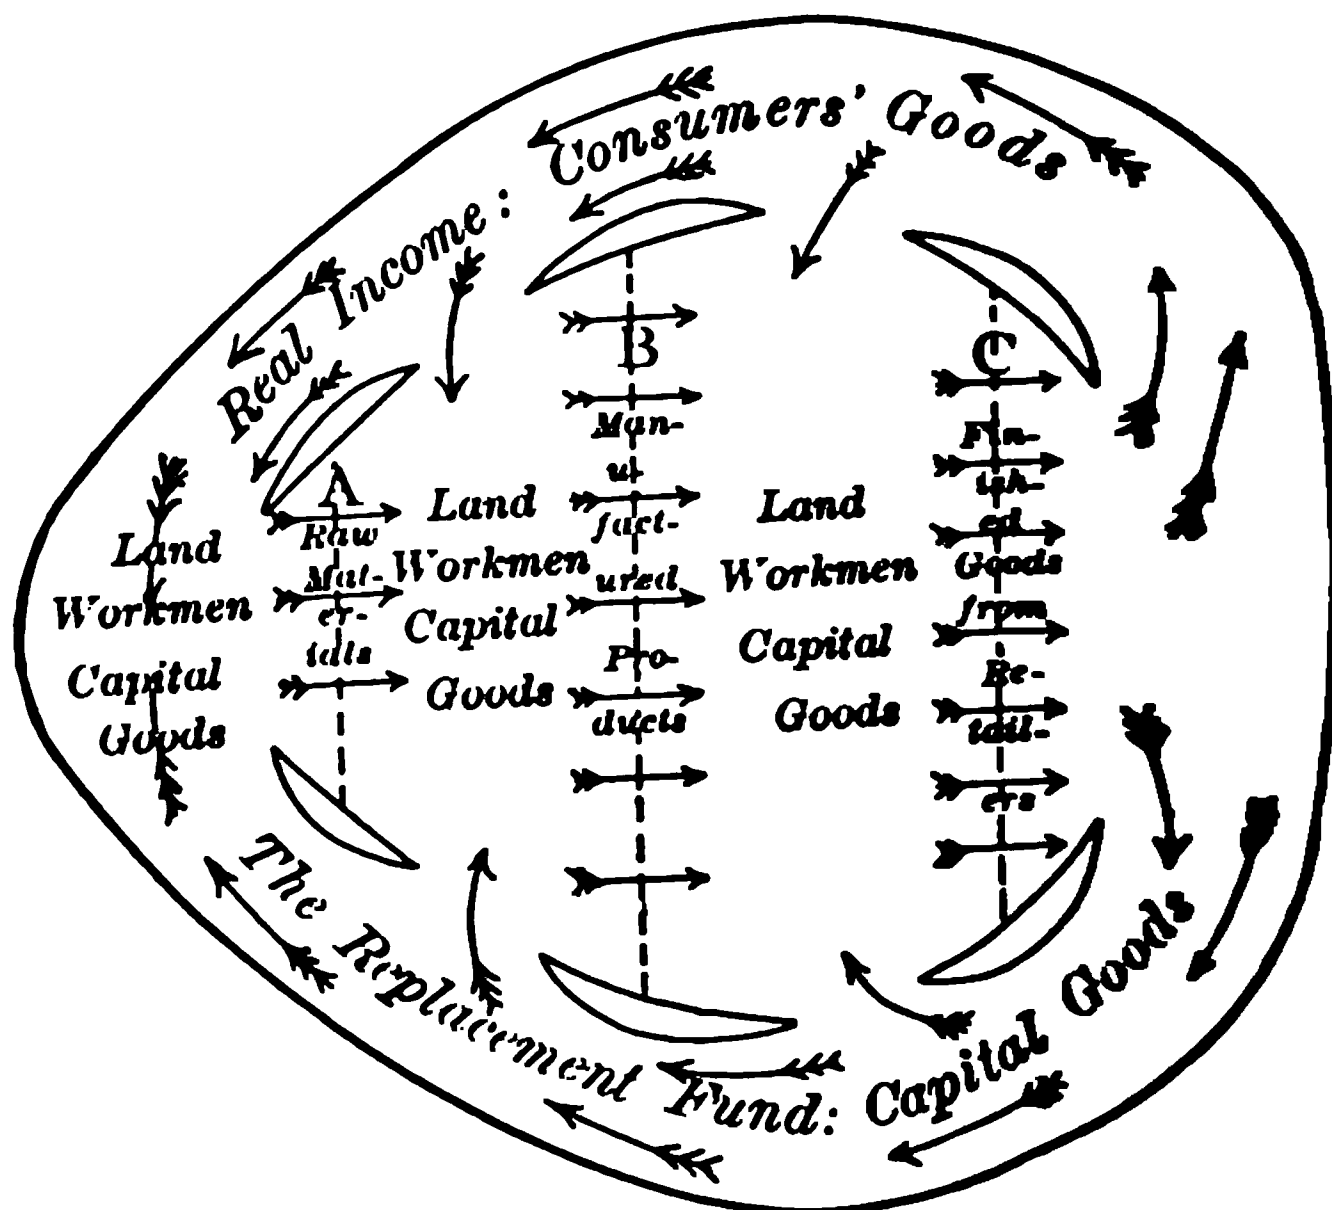 Real Income: Consumers' Goods
A
Raw
Mat-
er-
ials
B
Man-
u-
fact-
ured
Pro-
ducts
C
Fin-
ish-
ed
Goods
from
Re-
tail-
ers
Land
Workmen
Capital
Goods
Land
Workmen
Capital
Goods
Land
Workmen
Capital
Goods
The Replacement Fund: Capital Goods